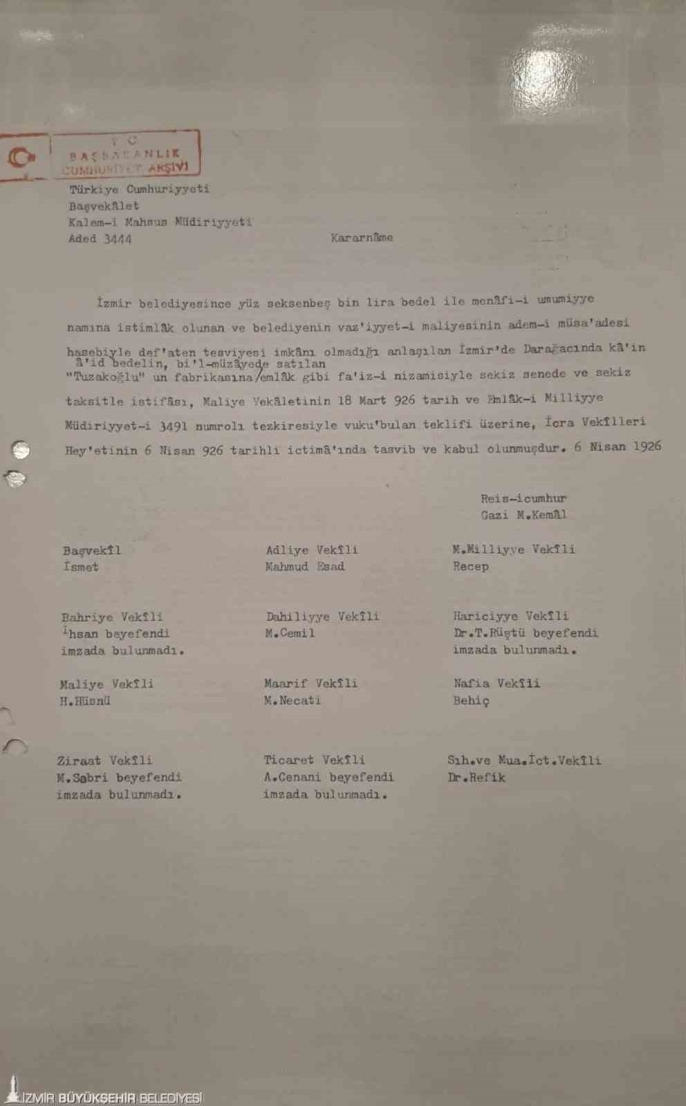 T C
BAŞBAKANLIK
CUMHURİYET ARŞİVİ
Türkiye Cumhuriyyeti
Başvekâlet
Kalem-i Mahsus Müdiriyyeti
Aded 3444
Kararnâme
İzmir belediyesince yüz seksenbeş bin lira bedel ile menâfi-i umumiyye
namına istimlâk olunan ve belediyenin vaz'iyyet-i maliyesinin adem-i müsa'adesi
hasebiyle def'aten tesviyesi imkânı olmadığı anlaşılan İzmir'de Darağacında kâ'in
â'id bedelin, bi'l-müzâyede satılan
"Tuzakoğlu" un fabrikasına/emlâk gibi fa'iz-i nizamisiyle sekiz senede ve sekiz
taksitle istifâsı, Maliye Vekâletinin 18 Mart 926 tarih ve Emlâk-i Milliyye
Müdiriyyet-i 3491 numrolı tezkiresiyle vuku'bulan teklifi üzerine, İcra Vekîlleri
Hey'etinin 6 Nisan 926 tarihli ictimâ'ında tasvib ve kabul olunmuşdur. 6 Nisan 1926
Reis-icumhur
Gazi M.Kemâl
Başvekîl
İsmet
Adliye Vekîli
Mahmud Esad
M.Milliyye Vekîli
Recep
Bahriye Vekîli
İhsan beyefendi
imzada bulunmadı.
Dahiliyye Vekîli
M.Cemil
Hariciyye Vekîli
Dr.T.Rüştü beyefendi
imzada bulunmadı.
Maliye Vekîli
H.Hüsnü
Maarif Vekîli
M.Necati
Nafia Vekîli
Behiç
Ziraat Vekîli
M.Sabri beyefendi
imzada bulunmadı.
Ticaret Vekîli
A.Cenani beyefendi
imzada bulunmadı.
Sıh.ve Mua.İct.Vekîli
Dr.Refik
İZMİR BÜYÜKŞEHİR BELEDİYESİ